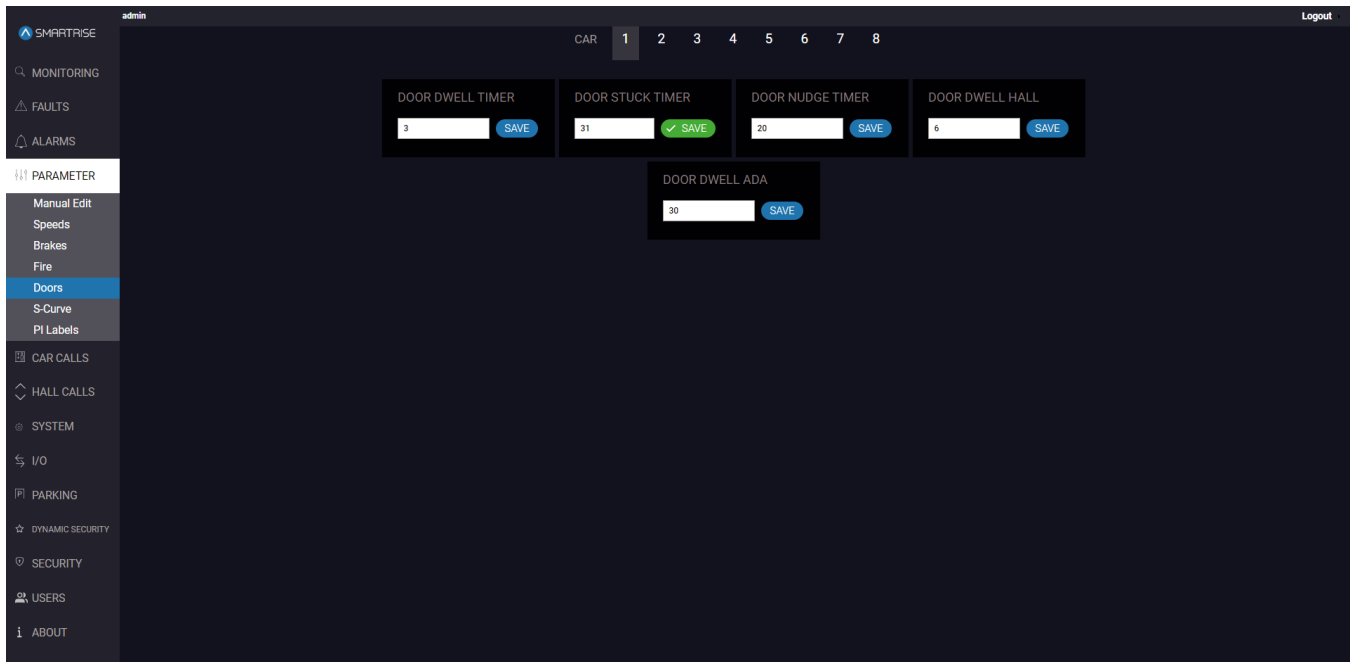 admin
Logout
SMARTRISE
CAR 1 2 3 4 5 6 7 8
MONITORING
FAULTS
ALARMS
PARAMETER
Manual Edit
Speeds
Brakes
Fire
Doors
S-Curve
PI Labels
CAR CALLS
HALL CALLS
SYSTEM
I/O
PARKING
DYNAMIC SECURITY
SECURITY
USERS
ABOUT
DOOR DWELL TIMER
3 SAVE
DOOR STUCK TIMER
31 SAVE
DOOR NUDGE TIMER
20 SAVE
DOOR DWELL HALL
6 SAVE
DOOR DWELL ADA
30 SAVE